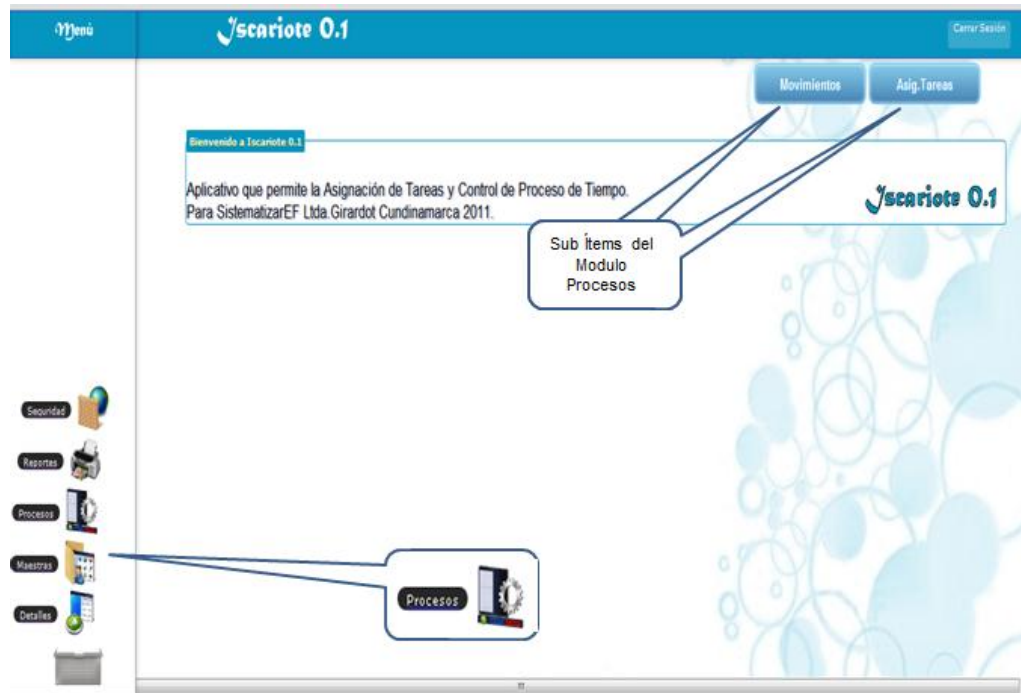 Menú
Iscariote 0.1
Cerrar Sesión
Movimientos
Asig.Tareas
Bienvenido a Iscariote 0.1
Aplicativo que permite la Asignación de Tareas y Control de Proceso de Tiempo.
Para SistematizarEF Ltda.Girardot Cundinamarca 2011.
Iscariote 0.1
Sub Ítems del
Modulo
Procesos
Seguridad
Reportes
Procesos
Maestras
Procesos
Detalles